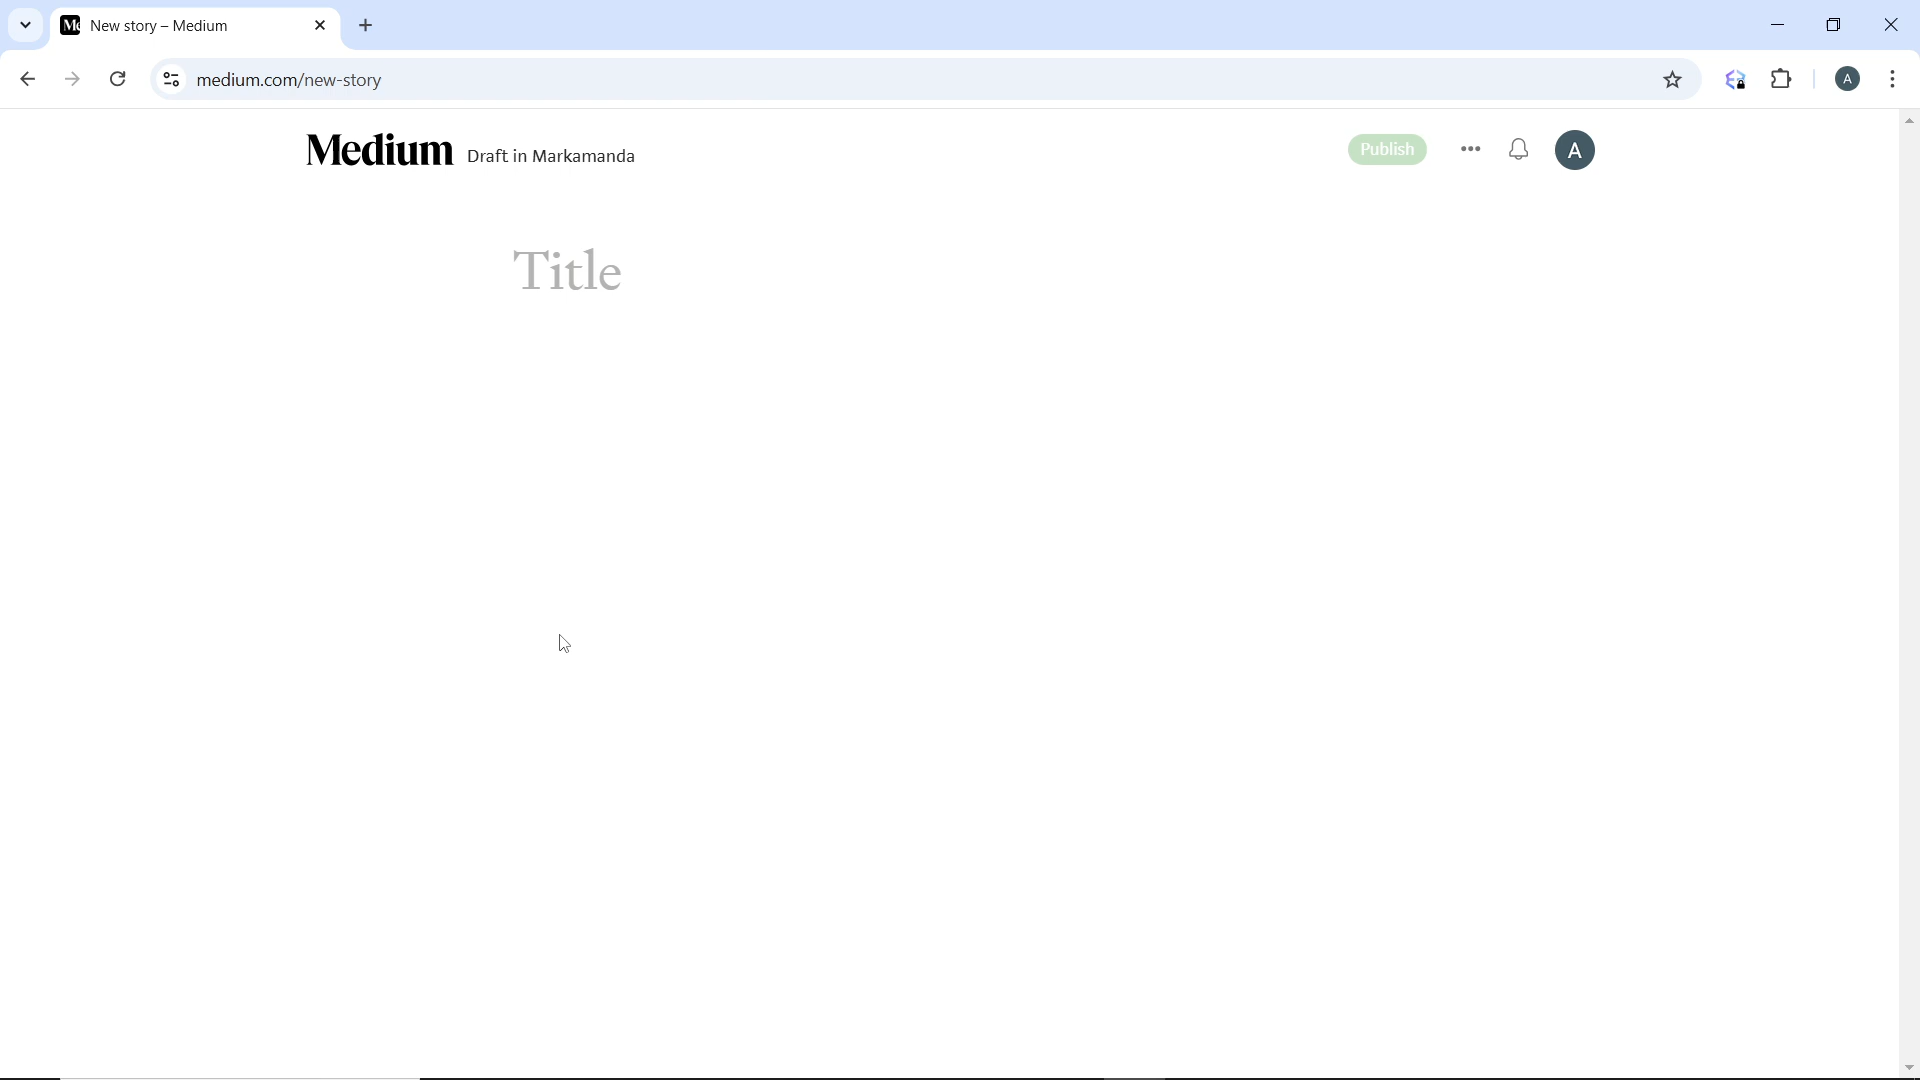 New story – Medium
medium.com/new-story
A
Medium Draft in Markamanda
Publish
A
Title